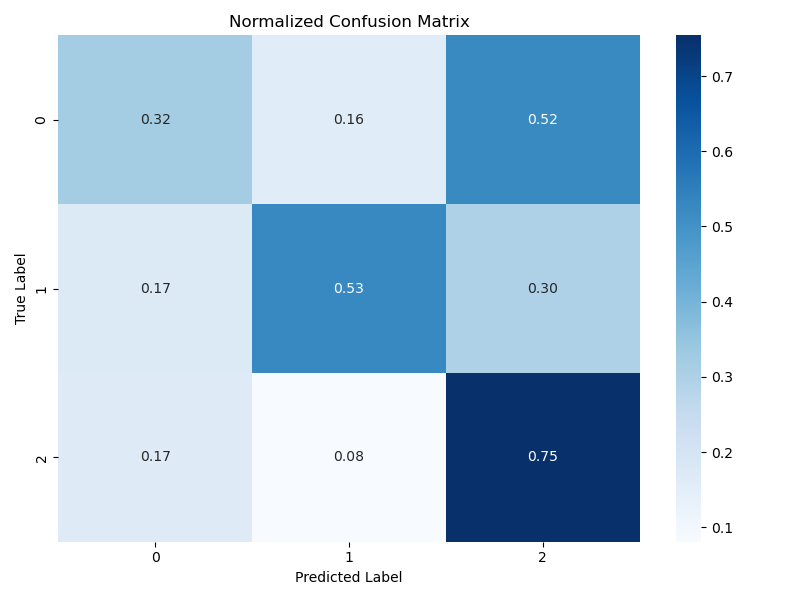 Normalized Confusion Matrix
True Label
0 0.32 0.16 0.52
1 0.17 0.53 0.30
2 0.17 0.08 0.75
0 1 2
Predicted Label
0.7
0.6
0.5
0.4
0.3
0.2
0.1